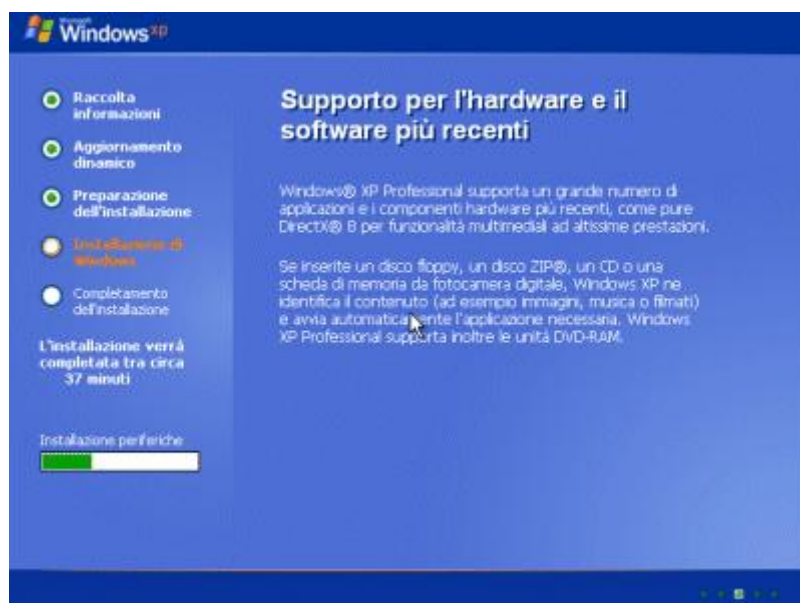 Microsoft
Windows xp
Raccolta
informazioni
Aggiornamento
dinamico
Preparazione
dell'installazione
Installazione di
Windows
Completamento
dell'installazione
L'installazione verrà
completata tra circa
37 minuti
Installazione periferiche
Supporto per l'hardware e il
software più recenti
Windows® XP Professional supporta un grande numero di
applicazioni e i componenti hardware più recenti, come pure
DirectX® 8 per funzionalità multimediali ad altissime prestazioni.
Se inserite un disco floppy, un disco ZIP®, un CD o una
scheda di memoria da fotocamera digitale, Windows XP ne
identifica il contenuto (ad esempio immagini, musica o filmati)
e avvia automaticamente l'applicazione necessaria. Windows
XP Professional supporta inoltre le unità DVD-RAM.